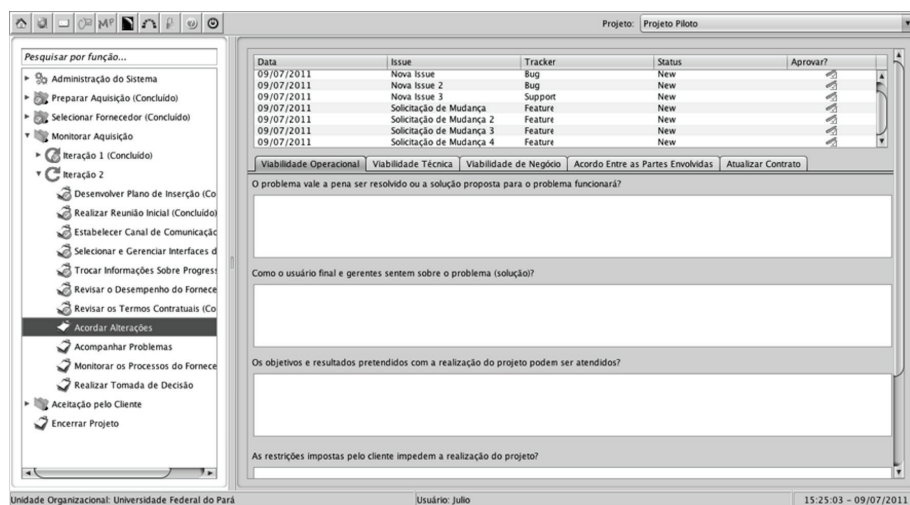 Projeto: Projeto Piloto
Pesquisar por função...
Administração do Sistema
Preparar Aquisição (Concluído)
Selecionar Fornecedor (Concluído)
Monitorar Aquisição
Iteração 1 (Concluído)
Iteração 2
Desenvolver Plano de Inserção (Co
Realizar Reunião Inicial (Concluído)
Estabelecer Canal de Comunicaçã
Selecionar e Gerenciar Interfaces d
Trocar Informações Sobre Progres
Revisar o Desempenho do Fornece
Revisar os Termos Contratuais (Co
Acordar Alterações
Acompanhar Problemas
Monitorar os Processos do Fornece
Realizar Tomada de Decisão
Aceitação pelo Cliente
Encerrar Projeto
Data Issue Tracker Status Aprovar?
09/07/2011 Nova Issue Bug New
09/07/2011 Nova Issue 2 Bug New
09/07/2011 Nova Issue 3 Support New
09/07/2011 Solicitação de Mudança Feature New
09/07/2011 Solicitação de Mudança 2 Feature New
09/07/2011 Solicitação de Mudança 3 Feature New
09/07/2011 Solicitação de Mudança 4 Feature New
Viabilidade Operacional Viabilidade Técnica Viabilidade de Negócio Acordo Entre as Partes Envolvidas Atualizar Contrato
O problema vale a pena ser resolvido ou a solução proposta para o problema funcionará?
Como o usuário final e gerentes sentem sobre o problema (solução)?
Os objetivos e resultados pretendidos com a realização do projeto podem ser atendidos?
As restrições impostas pelo cliente impedem a realização do projeto?
Unidade Organizacional: Universidade Federal do Pará Usuário: Julio 15:25:03 - 09/07/2011